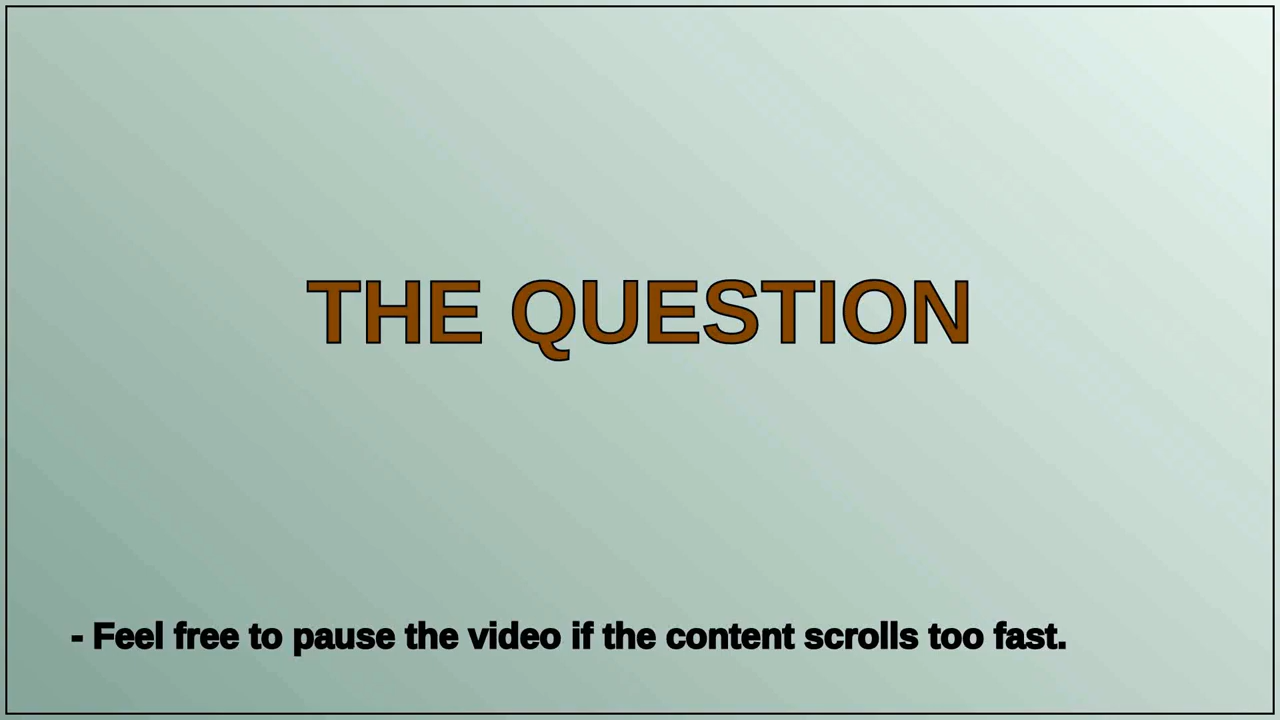 THE QUESTION
- Feel free to pause the video if the content scrolls too fast.